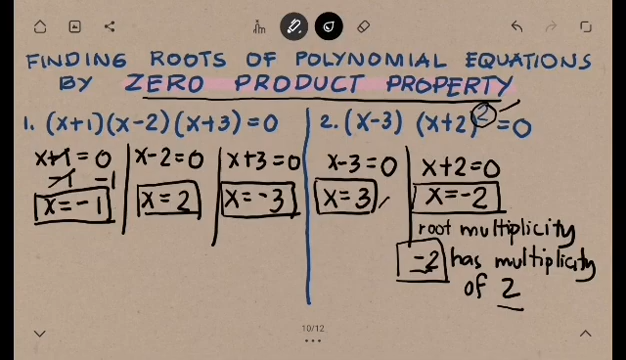 FINDING ROOTS OF POLYNOMIAL EQUATIONS
BY ZERO PRODUCT PROPERTY
1. (x+1)(x-2)(x+3)=0
x+1=0
-1 -1
x=-1
x-2=0
x=2
x+3=0
x=-3
2. (x-3) (x+2)²=0
x-3=0
x=3
x+2=0
x=-2
root multiplicity
-2 has multiplicity
of 2
10/12